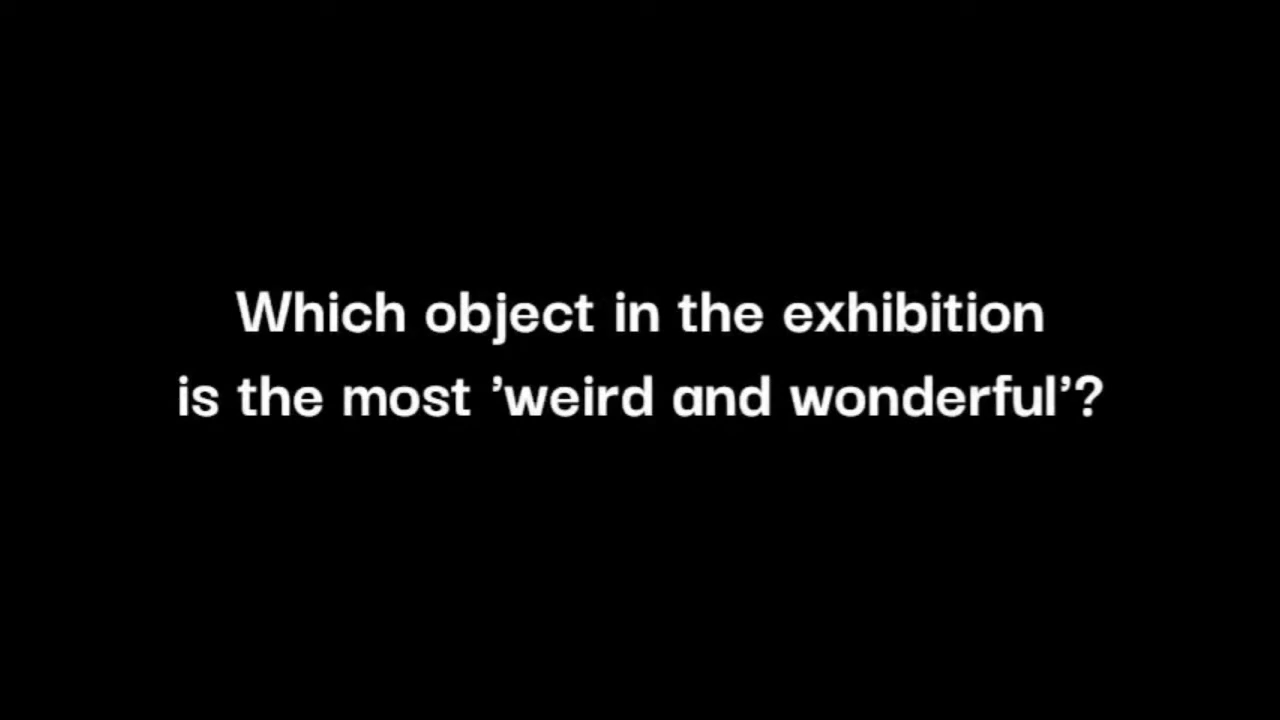 Which object in the exhibition
is the most ’weird and wonderful’?